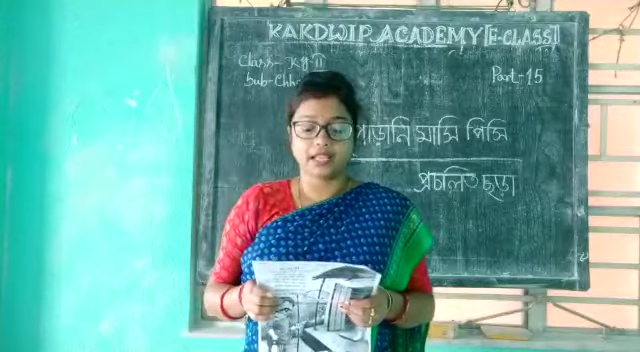 KAKDWIP ACADEMY [E-CLASS]
Class- Kg-II
Part-15
Sub-Chh
পাড়ানি মাসি পিসি
প্রচলিত ছড়া